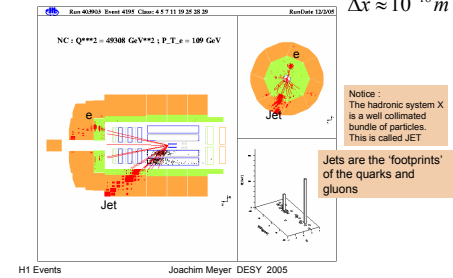 Run 403903 Event 4195 Class: 4 5 7 11 19 25 28 29 RunDate 12/2/05
Δx ≈ 10
m
NC : Q***2 = 49308 GeV**2 ; P_T_e = 109 GeV
e
Jet
e
Jet
Notice :
The hadronic system X
is a well collimated
bundle of particles.
This is called JET
Jets are the 'footprints'
of the quarks and
gluons
H1 Events Joachim Meyer DESY 2005